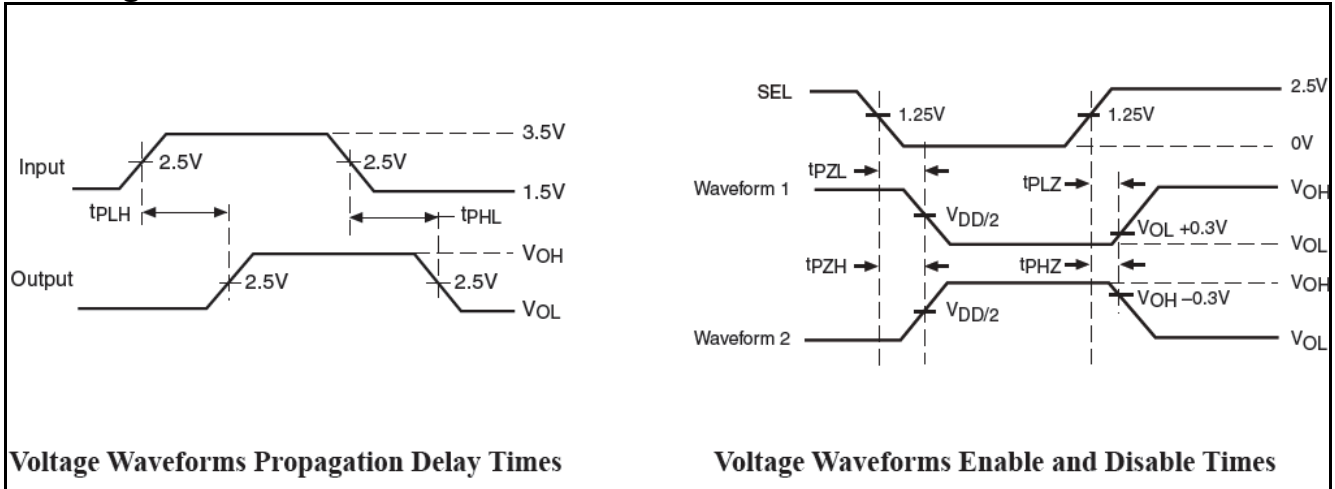 3.5V
2.5V
2.5V
Input
1.5V
tPLH
tPHL
VOH
Output
2.5V
2.5V
VOL
Voltage Waveforms Propagation Delay Times
SEL
2.5V
1.25V
1.25V
0V
tPZL
tPLZ
Waveform 1
VOH
VDD/2
VOL +0.3V
VOL
tPZH
tPHZ
VOH
VOH –0.3V
VDD/2
Waveform 2
VOL
Voltage Waveforms Enable and Disable Times